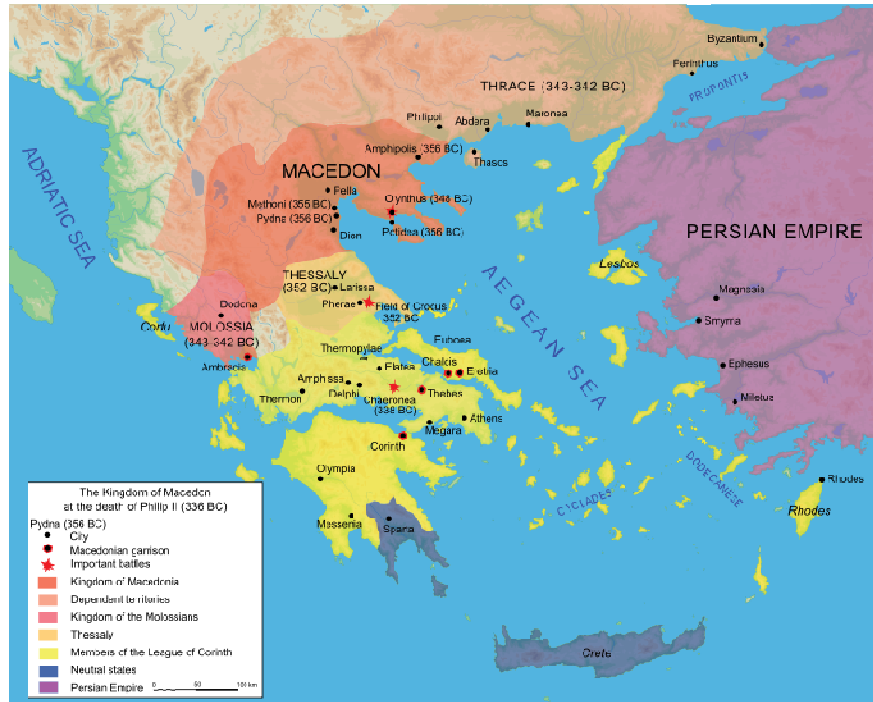 Byzantium
Perinthus
PROPONTIS
THRACE (343-342 BC)
Philippi
Abdera
Maronea
Amphipolis (356 BC)
Thasos
MACEDON
Pella
Olynthus (348 BC)
Methoni (355 BC)
Pydna (356 BC)
Potidea (356 BC)
Dion
ADRIATIC SEA
PERSIAN EMPIRE
THESSALY
(352 BC)
Larissa
Lesbos
AEGEAN SEA
Pherae
Field of Crocus
352 BC
Magnesia
Dodona
Corfu
MOLOSSIA
(343-342 BC)
Smyrna
Euboea
Thermopylae
Ambracia
Elatea
Chalcis
Eretria
Ephesus
Amphissa
Delphi
Chaeronea
(338 BC)
Thebes
Thermon
Miletus
Athens
Megara
Corinth
Olympia
DODECANESE
Rhodes
CYCLADES
Rhodes
Messenia
Sparta
Crete
The Kingdom of Macedon
at the death of Philip II (336 BC)
Pydna (356 BC)
City
Macedonian garrison
Important battles
Kingdom of Macedonia
Dependent territories
Kingdom of the Molossians
Thessaly
Members of the League of Corinth
Neutral states
Persian Empire
0 50